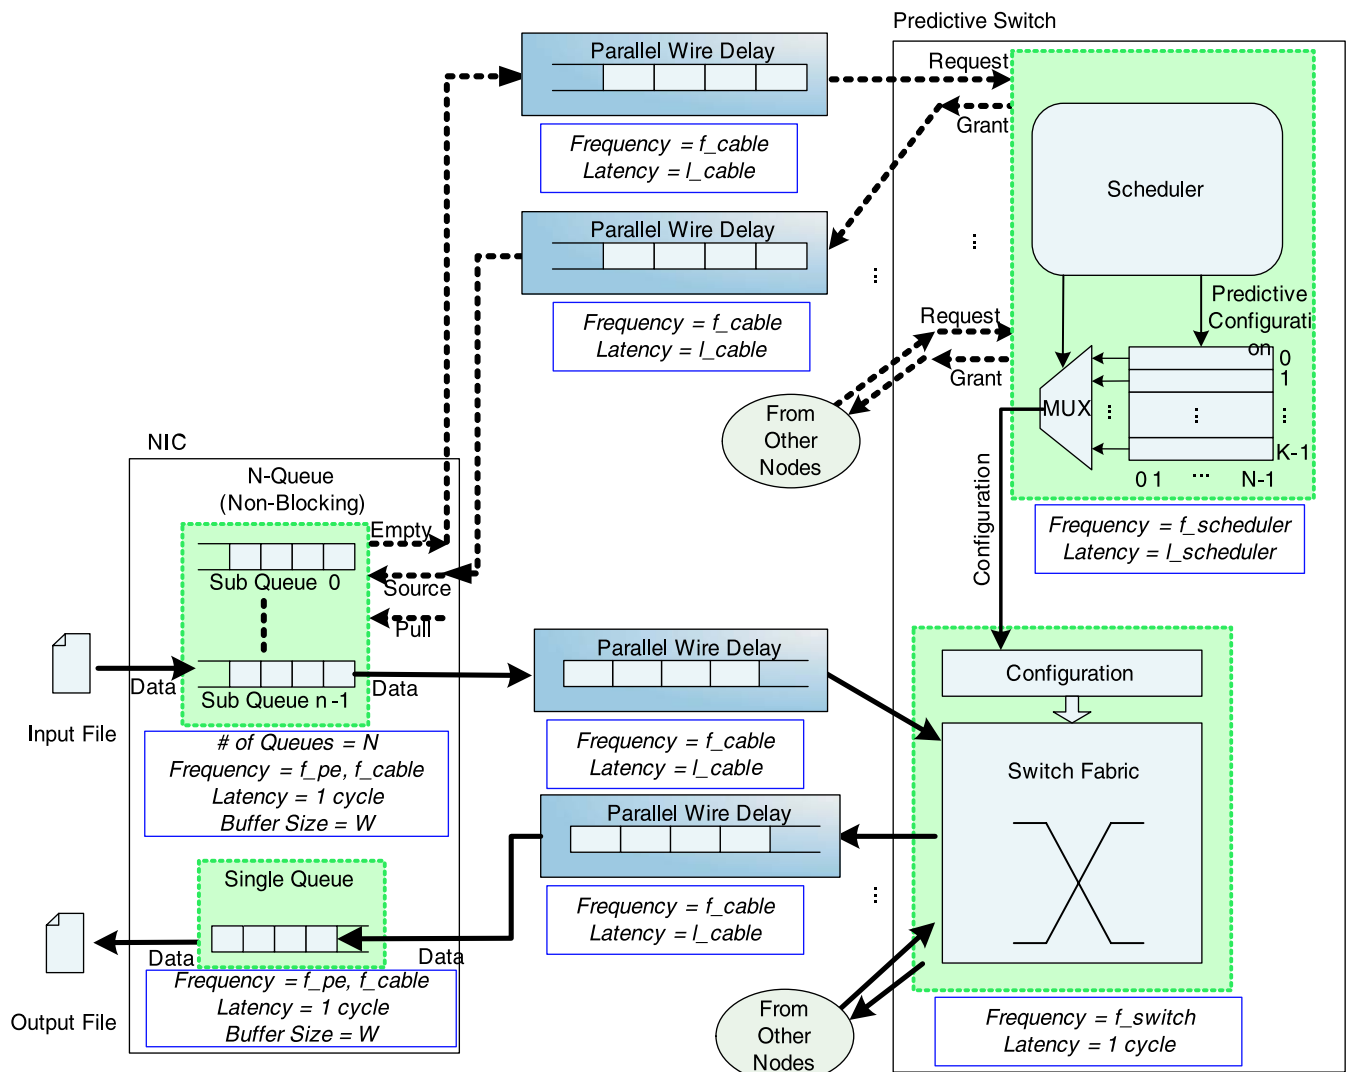 Predictive Switch
Parallel Wire Delay
Frequency = f_cable
Latency = l_cable
Request
Grant
Scheduler
Parallel Wire Delay
Frequency = f_cable
Latency = l_cable
...
...
Request
Grant
From
Other
Nodes
Predictive
Configurati
on
0
1
...
K-1
MUX
...
...
0 1 ... N-1
Frequency = f_scheduler
Latency = l_scheduler
Configuration
NIC
N-Queue
(Non-Blocking)
Empty
Sub Queue 0
Source
Pull
Data
Sub Queue n-1
Data
Input File
# of Queues = N
Frequency = f_pe, f_cable
Latency = 1 cycle
Buffer Size = W
Parallel Wire Delay
Frequency = f_cable
Latency = l_cable
Configuration
Switch Fabric
Parallel Wire Delay
Frequency = f_cable
Latency = l_cable
...
Single Queue
Data
Data
Output File
Frequency = f_pe, f_cable
Latency = 1 cycle
Buffer Size = W
From
Other
Nodes
Frequency = f_switch
Latency = 1 cycle